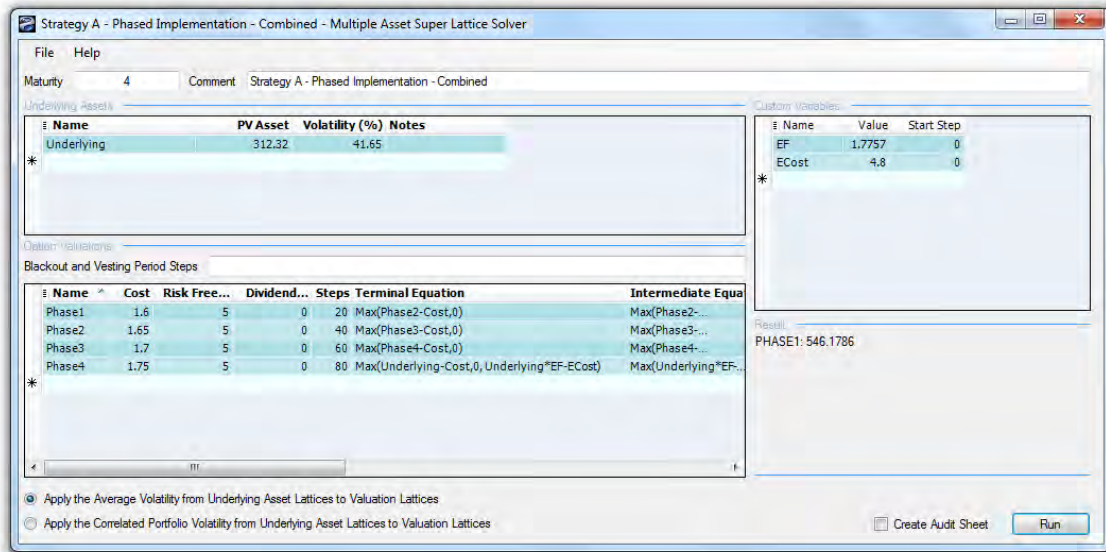 Strategy A - Phased Implementation - Combined - Multiple Asset Super Lattice Solver
File Help
Maturity 4 Comment Strategy A - Phased Implementation - Combined
Underlying Assets Custom Variables
Name PV Asset Volatility (%) Notes Name Value Start Step
Underlying 312.32 41.65 EF 1.7757 0
* ECost 4.8 0
*
Option Valuations
Blackout and Vesting Period Steps
Name Cost Risk Free... Dividend... Steps Terminal Equation Intermediate Equa
Phase1 1.6 5 0 20 Max(Phase2-Cost,0) Max(Phase2-...
Phase2 1.65 5 0 40 Max(Phase3-Cost,0) Max(Phase3-...
Result
Phase3 1.7 5 0 60 Max(Phase4-Cost,0) Max(Phase4-...
PHASE1: 546.1786
Phase4 1.75 5 0 80 Max(Underlying-Cost,0,Underlying*EF-ECost) Max(Underlying*EF-...
*
Apply the Average Volatility from Underlying Asset Lattices to Valuation Lattices
Apply the Correlated Portfolio Volatility from Underlying Asset Lattices to Valuation Lattices Create Audit Sheet Run